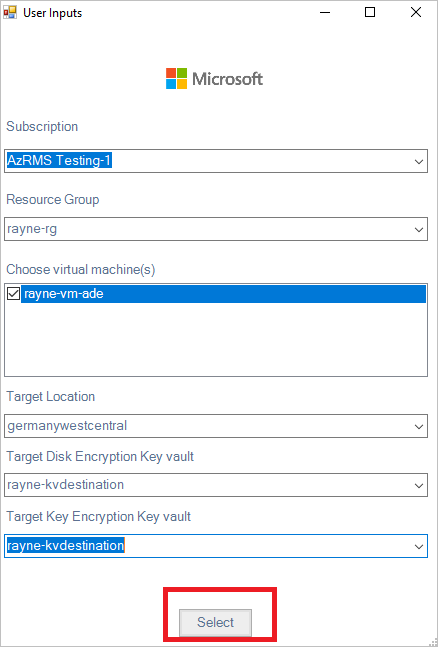 User Inputs
Microsoft
Subscription
AzRMS Testing-1
Resource Group
rayne-rg
Choose virtual machine(s)
rayne-vm-ade
Target Location
germanywestcentral
Target Disk Encryption Key vault
rayne-kvdestination
Target Key Encryption Key vault
rayne-kvdestination
Select